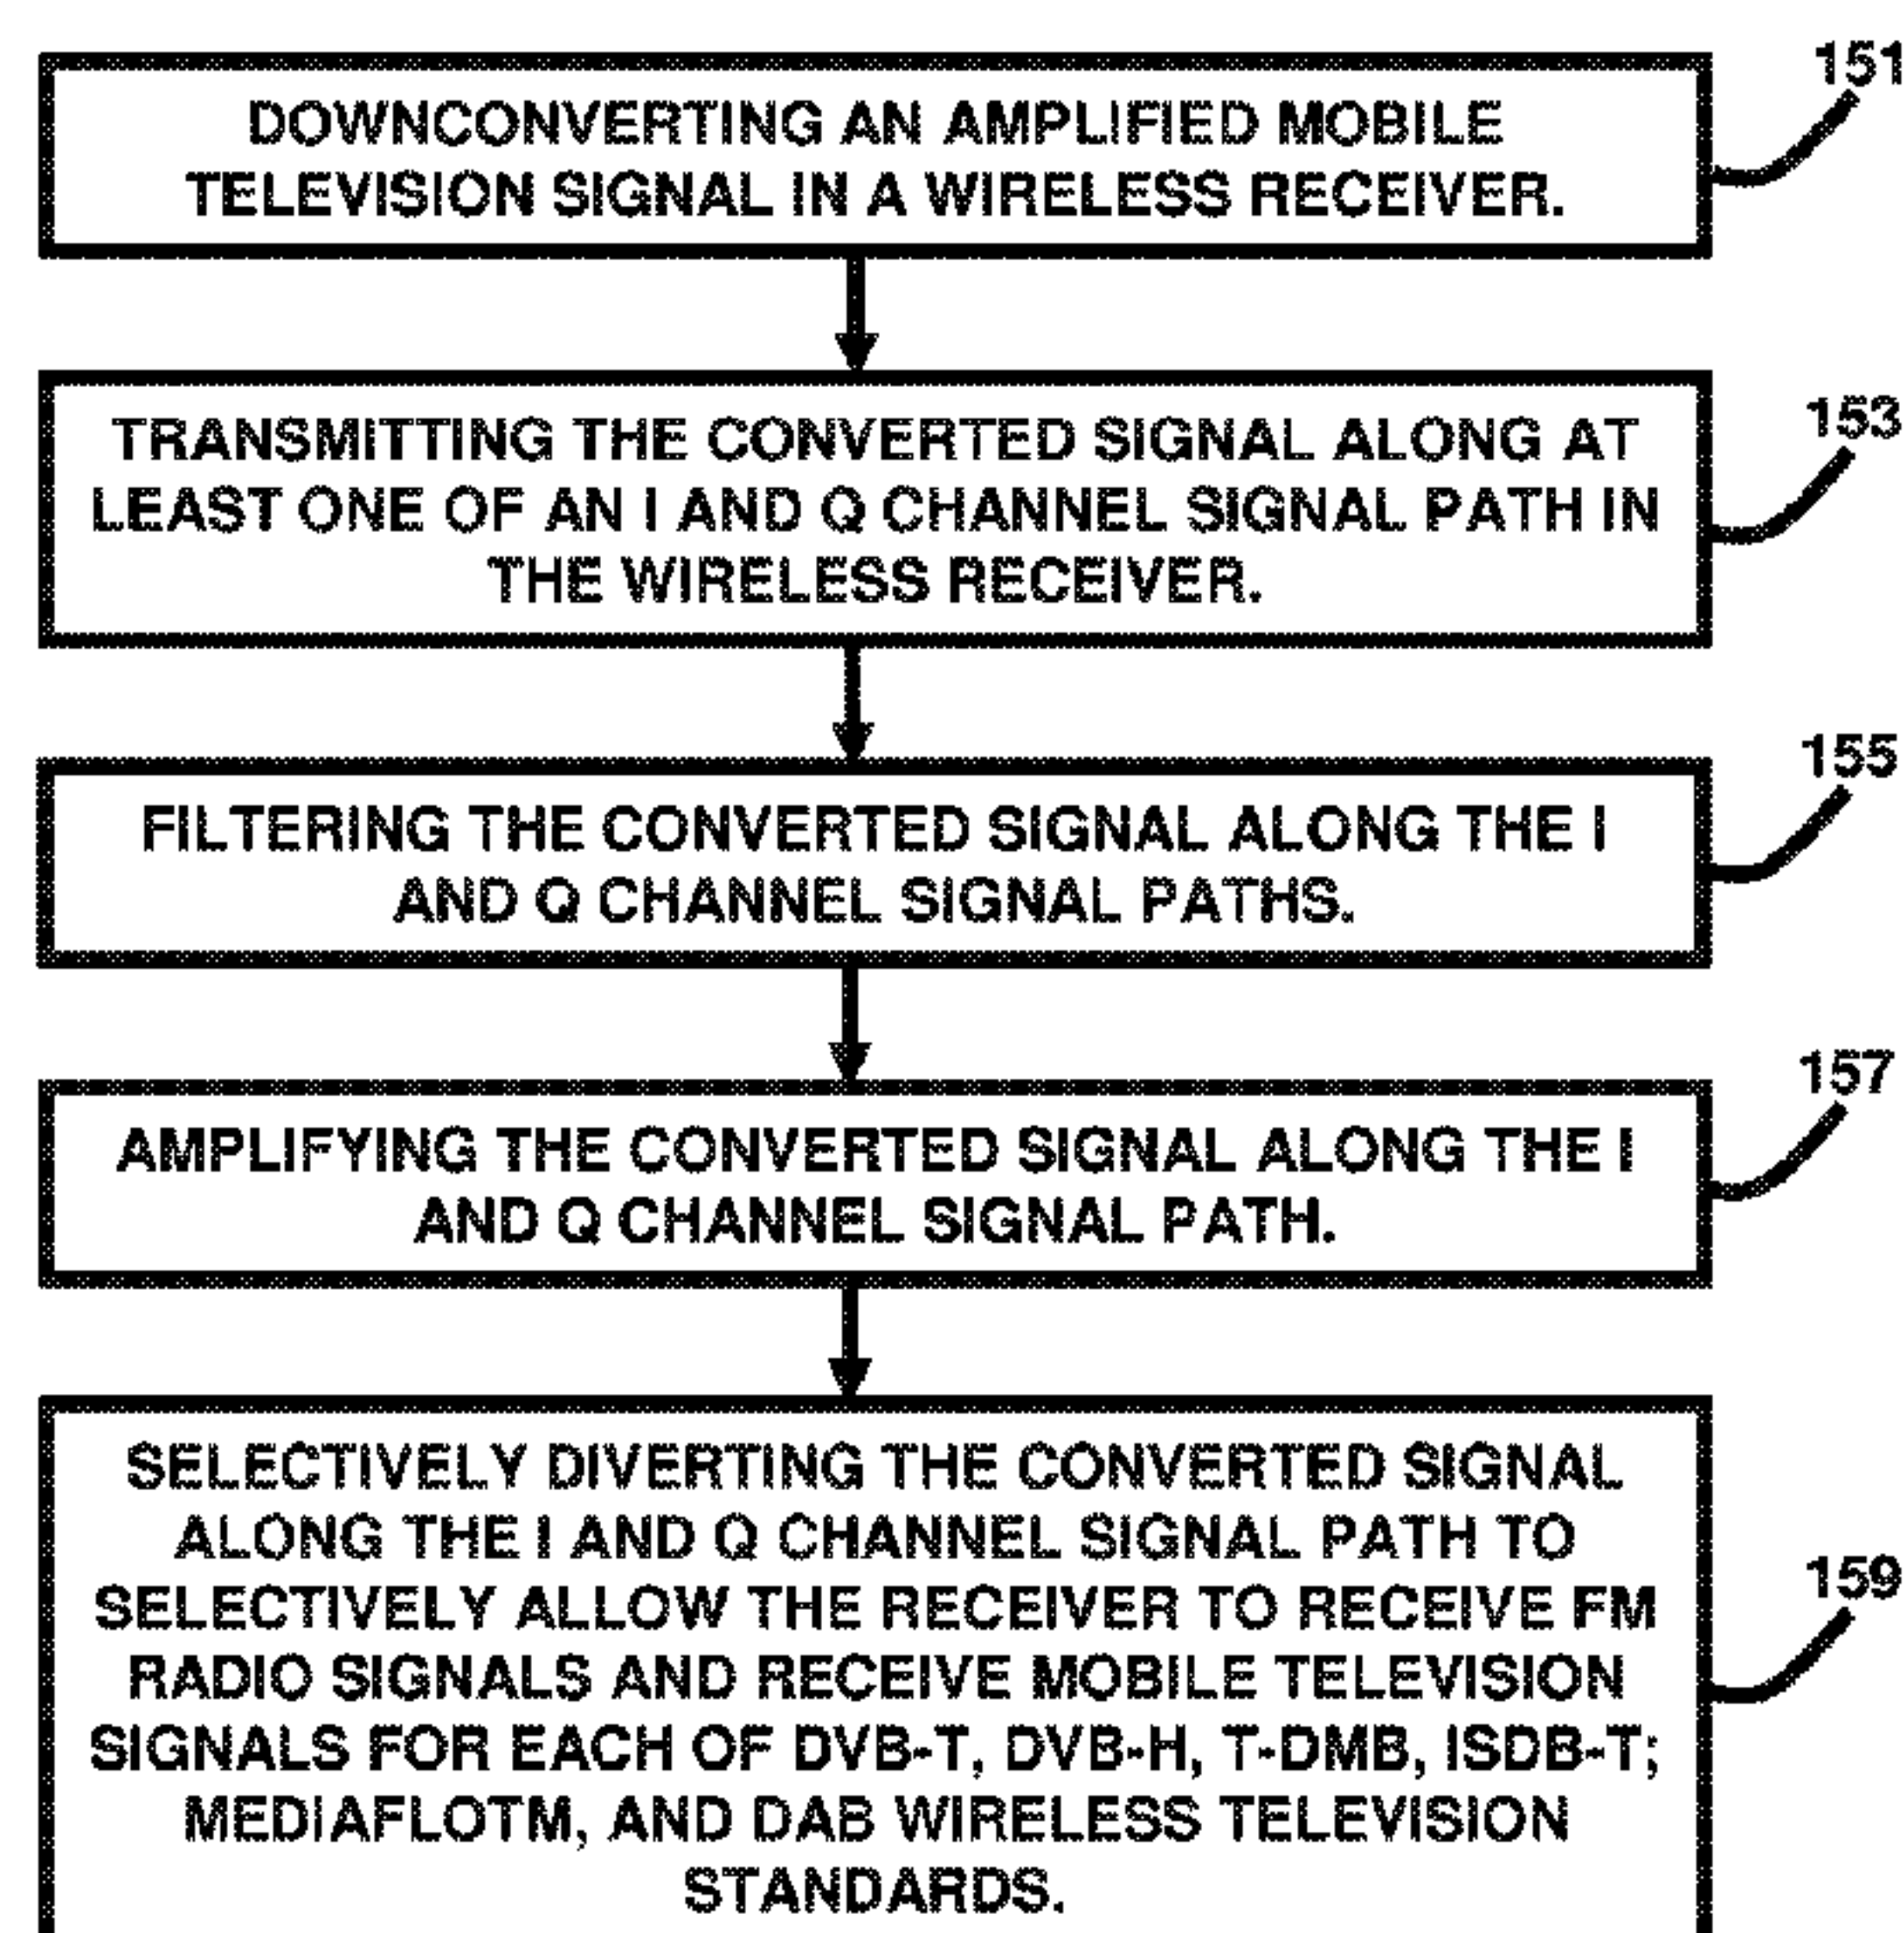 151
DOWNCONVERTING AN AMPLIFIED MOBILE
TELEVISION SIGNAL IN A WIRELESS RECEIVER.
153
TRANSMITTING THE CONVERTED SIGNAL ALONG AT
LEAST ONE OF AN I AND Q CHANNEL SIGNAL PATH IN
THE WIRELESS RECEIVER.
155
FILTERING THE CONVERTED SIGNAL ALONG THE I
AND Q CHANNEL SIGNAL PATHS.
157
AMPLIFYING THE CONVERTED SIGNAL ALONG THE I
AND Q CHANNEL SIGNAL PATH.
159
SELECTIVELY DIVERTING THE CONVERTED SIGNAL
ALONG THE I AND Q CHANNEL SIGNAL PATH TO
SELECTIVELY ALLOW THE RECEIVER TO RECEIVE FM
RADIO SIGNALS AND RECEIVE MOBILE TELEVISION
SIGNALS FOR EACH OF DVB-T, DVB-H, T-DMB, ISDB-T;
MEDIAFLOTM, AND DAB WIRELESS TELEVISION
STANDARDS.